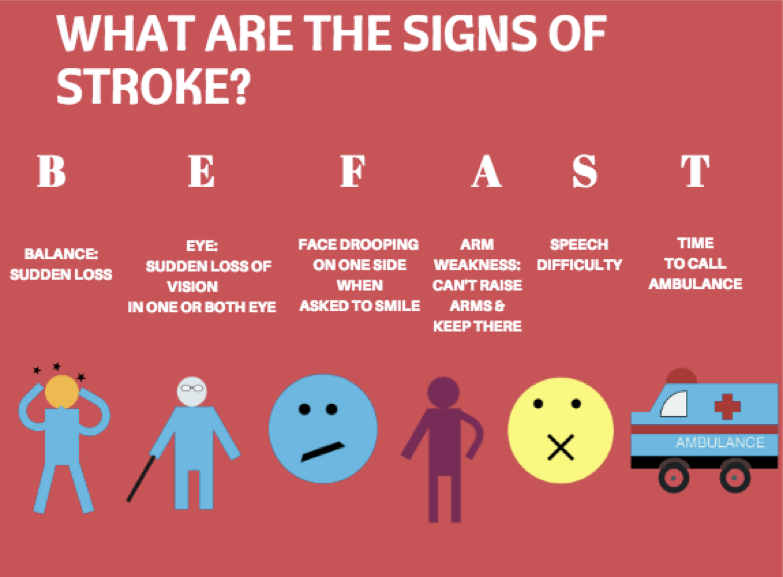 WHAT ARE THE SIGNS OF
STROKE?
B E F A S T
BALANCE:
SUDDEN LOSS
EYE:
SUDDEN LOSS OF
VISION
IN ONE OR BOTH EYE
FACE DROOPING
ON ONE SIDE
WHEN
ASKED TO SMILE
ARM
WEAKNESS:
CAN'T RAISE
ARMS &
KEEP THERE
SPEECH
DIFFICULTY
TIME
TO CALL
AMBULANCE
AMBULANCE